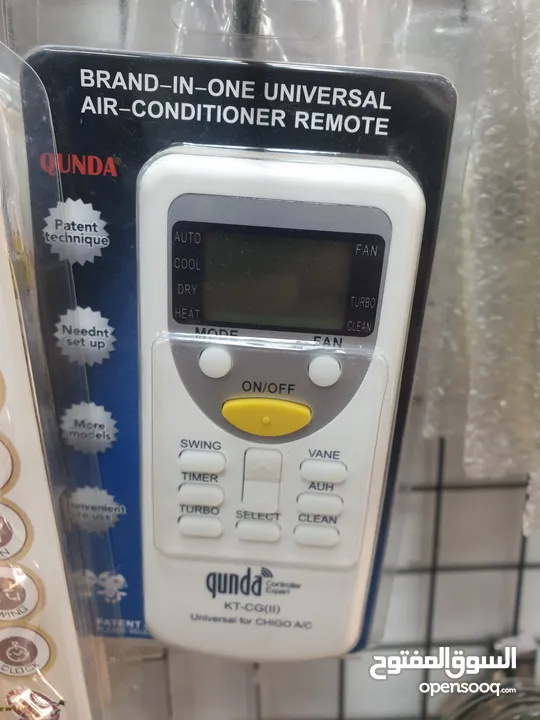 BRAND-IN-ONE UNIVERSAL
AIR-CONDITIONER REMOTE
QUNDA®
Patent
technique
Neednt
set up
More
models
Convenient
to use
PATENT
AUTO
COOL
DRY
HEAT
FAN
TURBO
CLEAN
MODE
FAN
ON/OFF
SWING
VANE
TIMER
AUH
TURBO
SELECT
CLEAN
qunda Controller
Expert
KT-CG(II)
Universal for CHIGO A/C
CLOCK
السوق المفتوح
opensooq.com